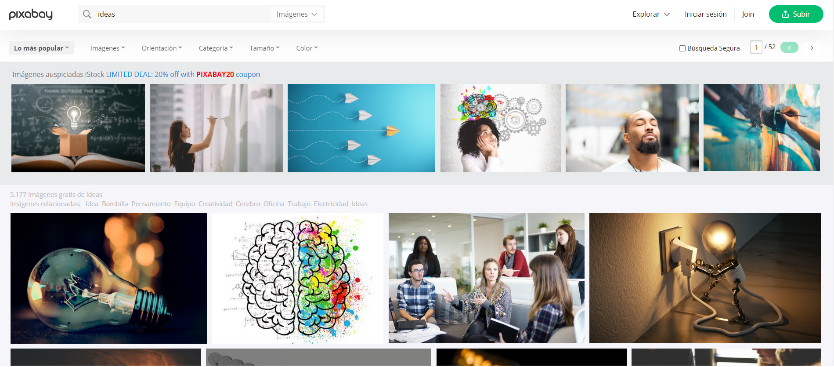 pixabay
ideas
Imágenes
Explorar
Iniciar sesión
Join
Subir
Lo más popular
Imágenes
Orientación
Categoría
Tamaño
Color
Búsqueda Segura
1 / 52
Imágenes auspiciadas iStock LIMITED DEAL: 20% off with PIXABAY20 coupon
THINK OUTSIDE THE BOX
5.177 Imágenes gratis de Ideas
Imágenes relacionadas: Idea Bombilla Pensamiento Equipo Creatividad Cerebro Oficina Trabajo Electricidad Ideas